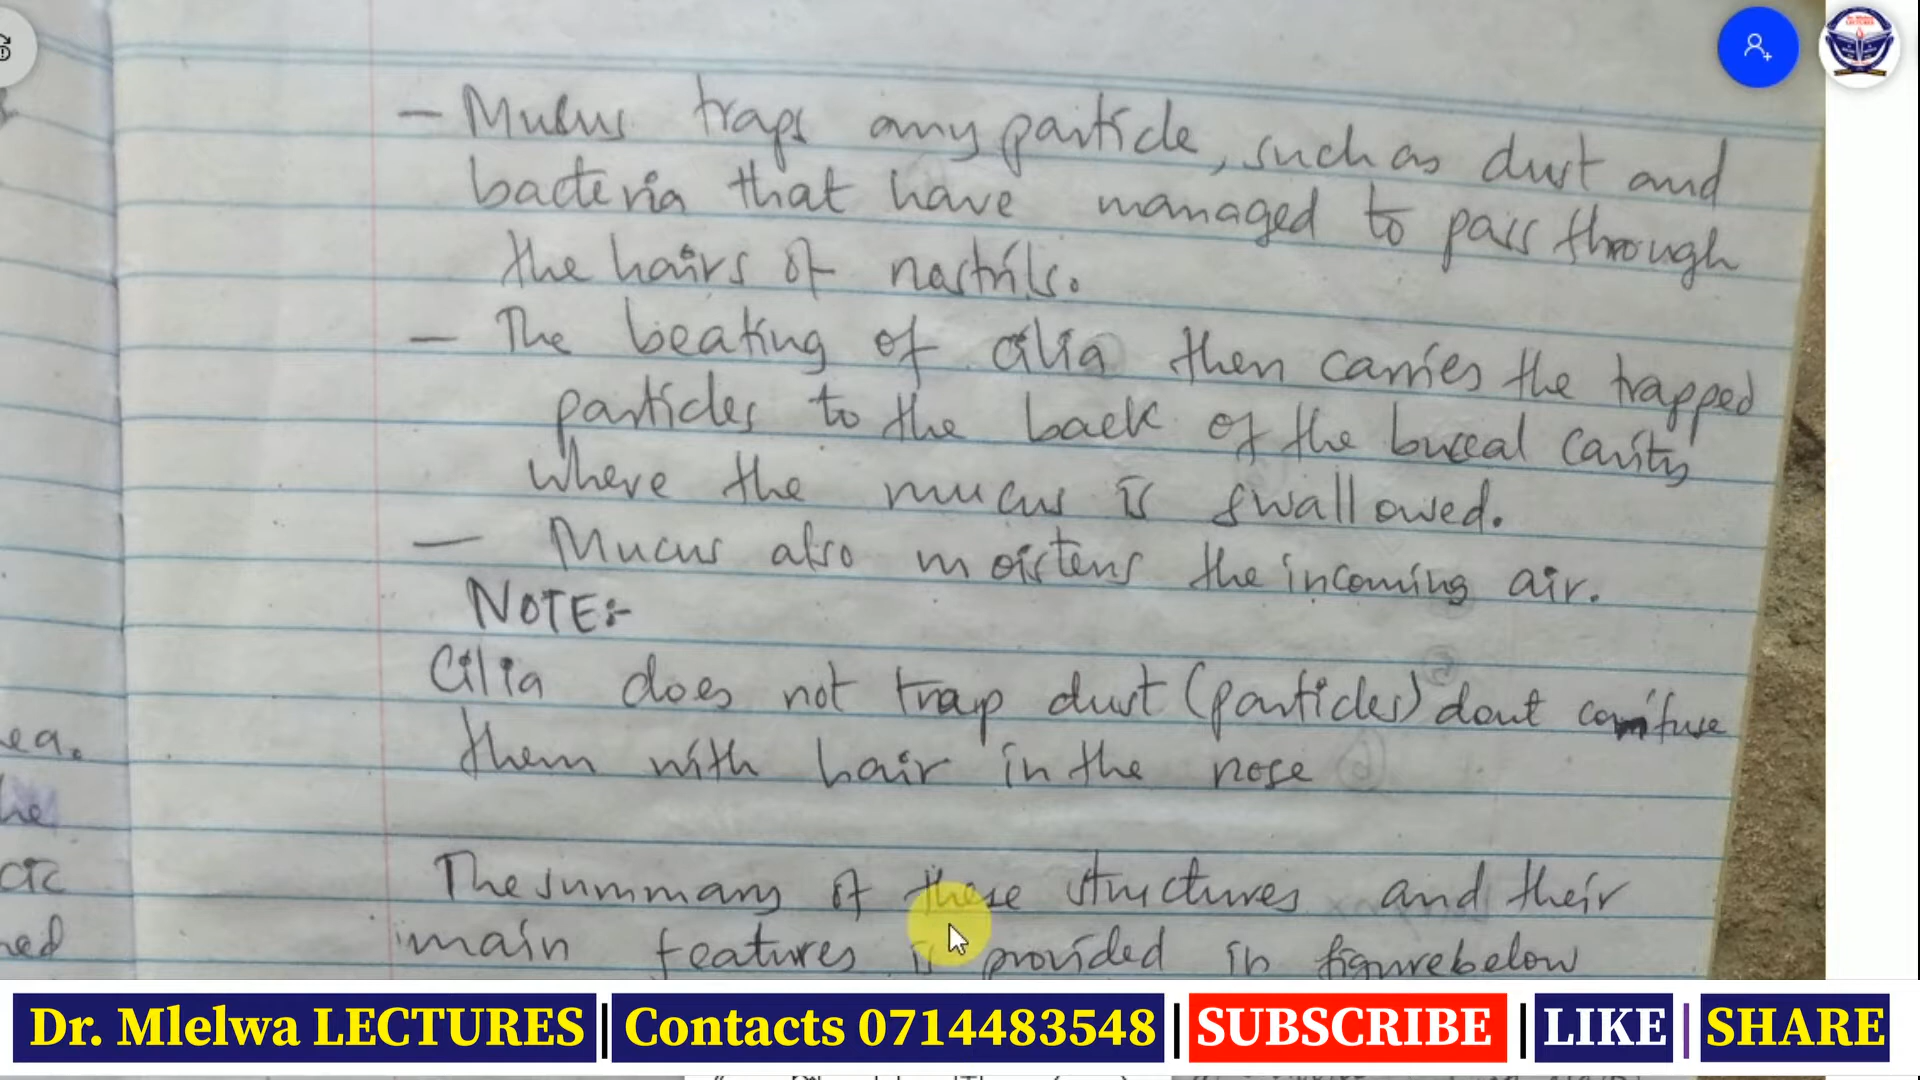 - Mucus traps any particle, such as dust and
bacteria that have managed to pass through
the hairs of nostrils.
- The beating of cilia then carries the trapped
particles to the back of the buccal cavity
where the mucus is swallowed.
- Mucus also moistens the incoming air.
NOTE:-
Cilia does not trap dust (particles) dont confuse
them with hair in the nose
The summary of these structures and their
main features is provided in figure below
ea.
he
ned
Dr. Mlelwa LECTURES | Contacts 0714483548 | SUBSCRIBE | LIKE | SHARE